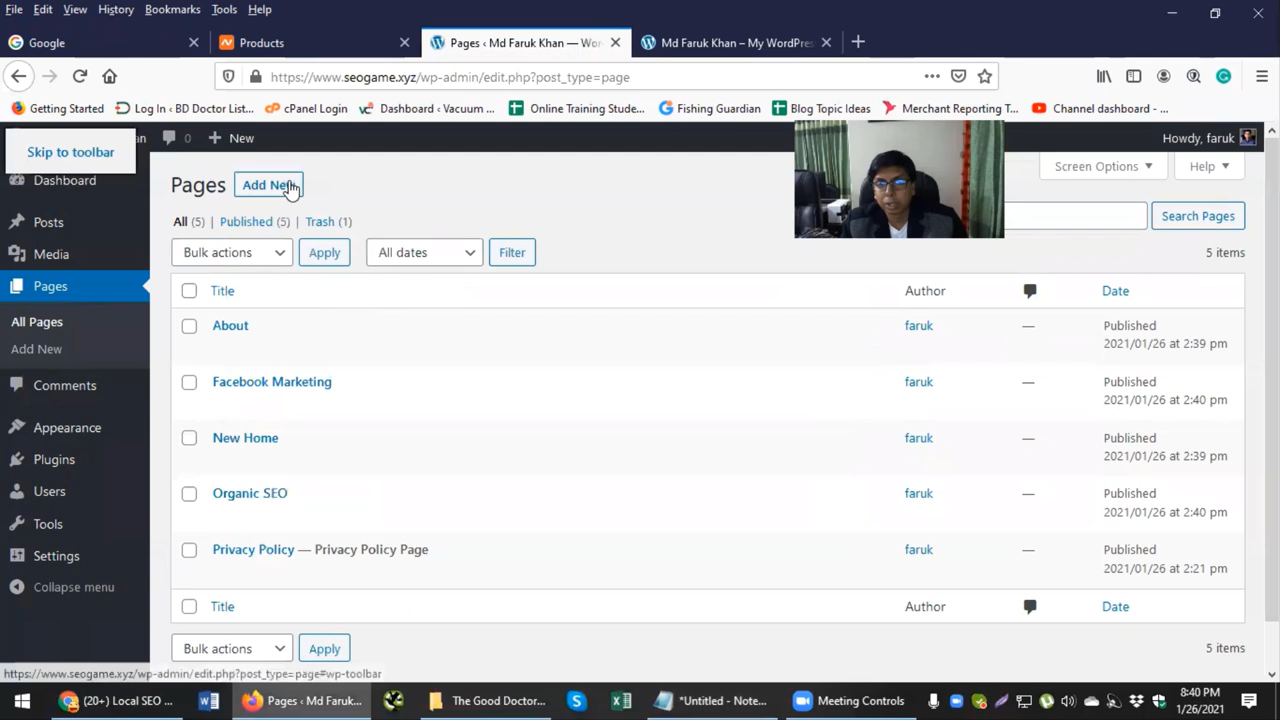 File Edit View History Bookmarks Tools Help
Google
Products
Pages ‹ Md Faruk Khan — Wor
Md Faruk Khan – My WordPres
https://www.seogame.xyz/wp-admin/edit.php?post_type=page
Getting Started
Log In ‹ BD Doctor List...
cPanel Login
Dashboard ‹ Vacuum ...
Online Training Stude...
Fishing Guardian
Blog Topic Ideas
Merchant Reporting T...
Channel dashboard - ...
Skip to toolbar
an
0
New
Howdy, faruk
Dashboard
Posts
Media
Pages
All Pages
Add New
Comments
Appearance
Plugins
Users
Tools
Settings
Collapse menu
Pages
Add New
Screen Options
Help
All (5) | Published (5) | Trash (1)
Search Pages
Bulk actions
Apply
All dates
Filter
5 items
Title Author Date
About faruk — Published
2021/01/26 at 2:39 pm
Facebook Marketing faruk — Published
2021/01/26 at 2:40 pm
New Home faruk — Published
2021/01/26 at 2:39 pm
Organic SEO faruk — Published
2021/01/26 at 2:40 pm
Privacy Policy — Privacy Policy Page faruk — Published
2021/01/26 at 2:21 pm
Title Author Date
Bulk actions
Apply
5 items
https://www.seogame.xyz/wp-admin/edit.php?post_type=page#wp-toolbar
(20+) Local SEO ...
Pages ‹ Md Faruk...
The Good Doctor...
*Untitled - Note...
Meeting Controls
8:40 PM
1/26/2021